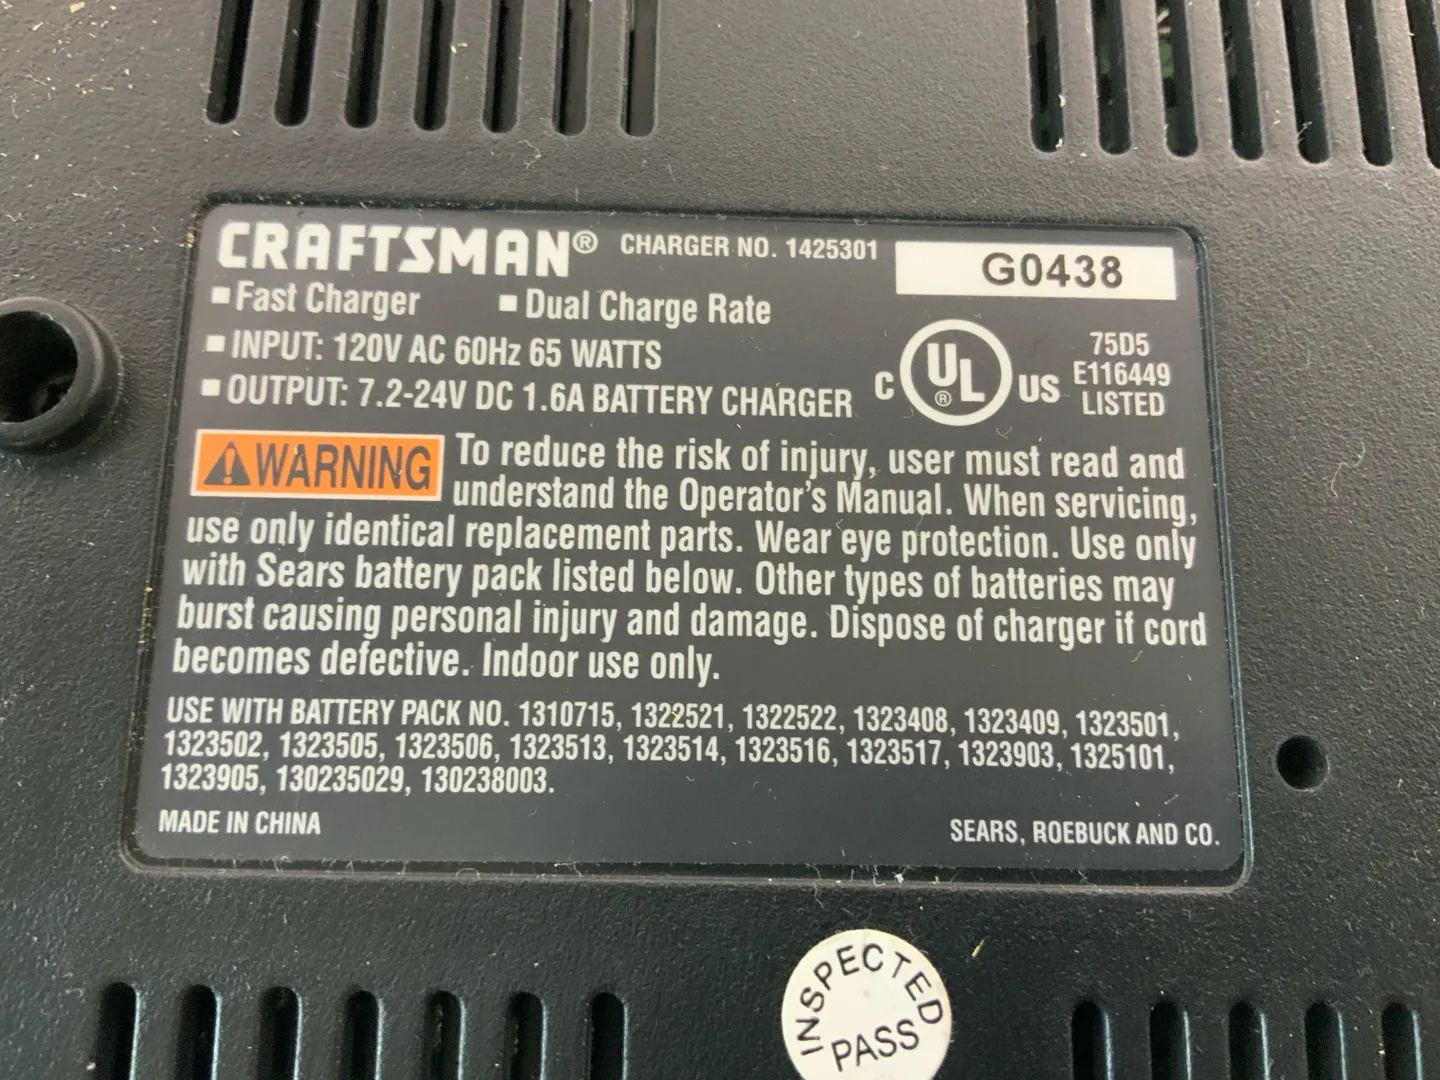 CRAFTSMAN® CHARGER NO. 1425301 G0438
▪ Fast Charger ▪ Dual Charge Rate
▪ INPUT: 120V AC 60Hz 65 WATTS
▪ OUTPUT: 7.2-24V DC 1.6A BATTERY CHARGER
C UL® US
75D5
E116449
LISTED
⚠WARNING To reduce the risk of injury, user must read and
understand the Operator's Manual. When servicing,
use only identical replacement parts. Wear eye protection. Use only
with Sears battery pack listed below. Other types of batteries may
burst causing personal injury and damage. Dispose of charger if cord
becomes defective. Indoor use only.
USE WITH BATTERY PACK NO. 1310715, 1322521, 1322522, 1323408, 1323409, 1323501,
1323502, 1323505, 1323506, 1323513, 1323514, 1323516, 1323517, 1323903, 1325101,
1323905, 130235029, 130238003.
MADE IN CHINA SEARS, ROEBUCK AND CO.
INSPECTED
PASS